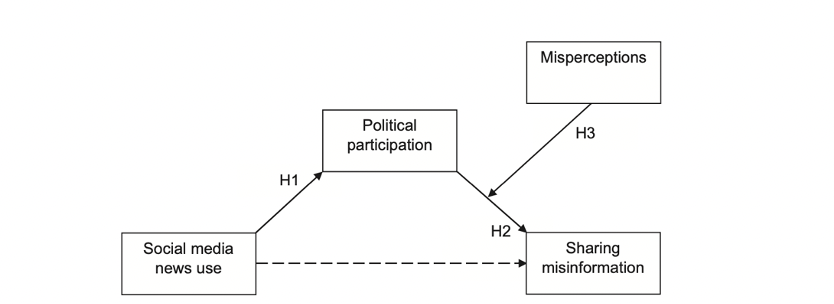 Misperceptions
Political
participation
H3
H1
H2
Social media
news use
Sharing
misinformation